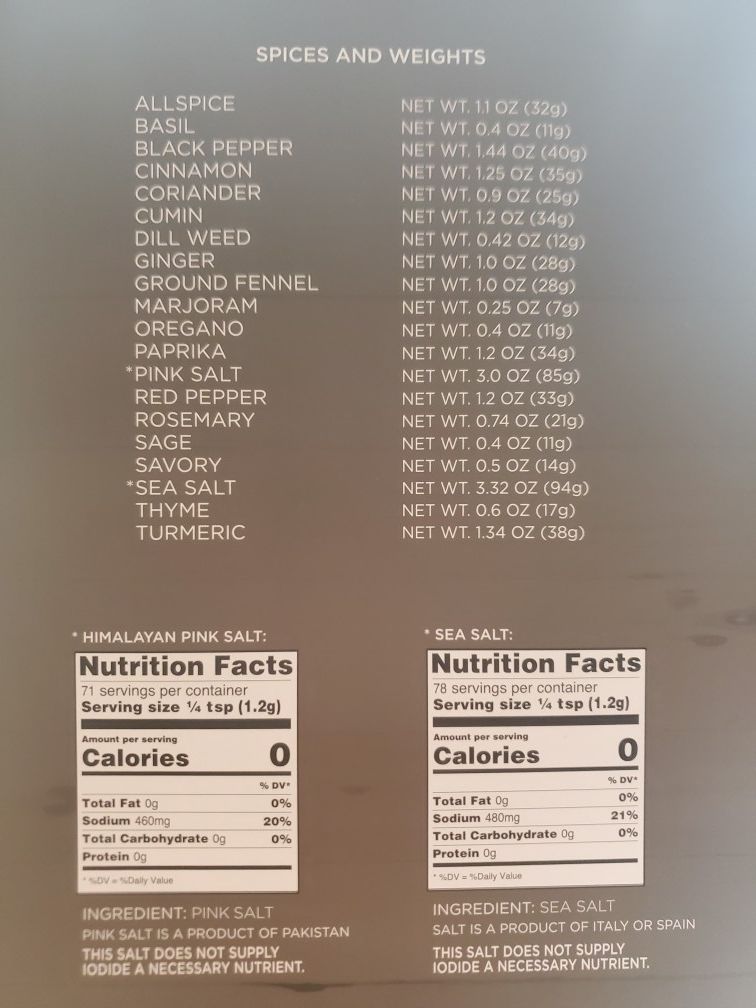 SPICES AND WEIGHTS
ALLSPICE NET WT. 1.1 OZ (32g)
BASIL NET WT. 0.4 OZ (11g)
BLACK PEPPER NET WT. 1.44 OZ (40g)
CINNAMON NET WT. 1.25 OZ (35g)
CORIANDER NET WT. 0.9 OZ (25g)
CUMIN NET WT. 1.2 OZ (34g)
DILL WEED NET WT. 0.42 OZ (12g)
GINGER NET WT. 1.0 OZ (28g)
GROUND FENNEL NET WT. 1.0 OZ (28g)
MARJORAM NET WT. 0.25 OZ (7g)
OREGANO NET WT. 0.4 OZ (11g)
PAPRIKA NET WT. 1.2 OZ (34g)
*PINK SALT NET WT. 3.0 OZ (85g)
RED PEPPER NET WT. 1.2 OZ (33g)
ROSEMARY NET WT. 0.74 OZ (21g)
SAGE NET WT. 0.4 OZ (11g)
SAVORY NET WT. 0.5 OZ (14g)
*SEA SALT NET WT. 3.32 OZ (94g)
THYME NET WT. 0.6 OZ (17g)
TURMERIC NET WT. 1.34 OZ (38g)
* HIMALAYAN PINK SALT:
Nutrition Facts
71 servings per container
Serving size ¼ tsp (1.2g)
Amount per serving
Calories 0
% DV*
Total Fat 0g 0%
Sodium 460mg 20%
Total Carbohydrate 0g 0%
Protein 0g
* %DV = %Daily Value
INGREDIENT: PINK SALT
PINK SALT IS A PRODUCT OF PAKISTAN
THIS SALT DOES NOT SUPPLY
IODIDE A NECESSARY NUTRIENT.
* SEA SALT:
Nutrition Facts
78 servings per container
Serving size ¼ tsp (1.2g)
Amount per serving
Calories 0
% DV*
Total Fat 0g 0%
Sodium 480mg 21%
Total Carbohydrate 0g 0%
Protein 0g
* %DV = %Daily Value
INGREDIENT: SEA SALT
SALT IS A PRODUCT OF ITALY OR SPAIN
THIS SALT DOES NOT SUPPLY
IODIDE A NECESSARY NUTRIENT.